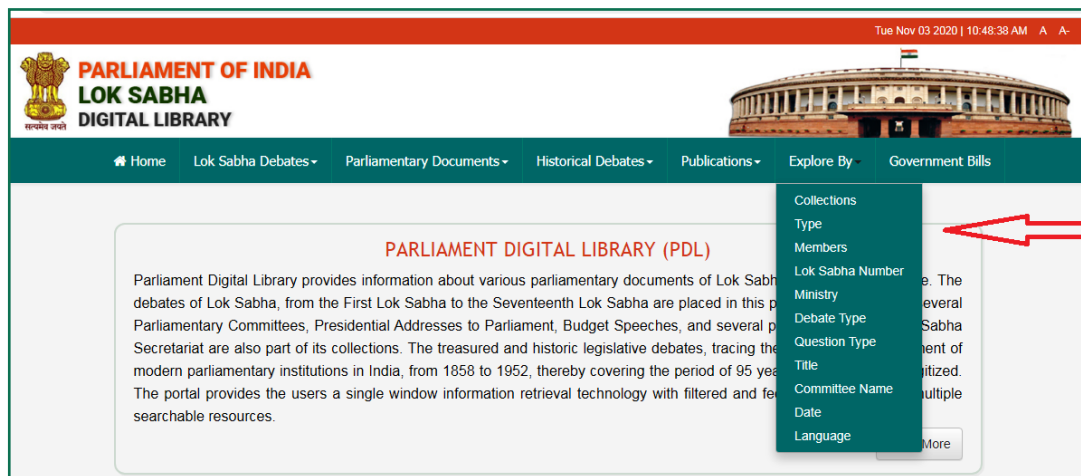 Tue Nov 03 2020 | 10:48:38 AM A A-
PARLIAMENT OF INDIA
LOK SABHA
DIGITAL LIBRARY
सत्यमेव जयते
Home Lok Sabha Debates Parliamentary Documents Historical Debates Publications Explore By Government Bills
Collections
Type
Members
Lok Sabha Number
Ministry
Debate Type
Question Type
Title
Committee Name
Date
Language
PARLIAMENT DIGITAL LIBRARY (PDL)
Parliament Digital Library provides information about various parliamentary documents of Lok Sabh e. The
debates of Lok Sabha, from the First Lok Sabha to the Seventeenth Lok Sabha are placed in this p everal
Parliamentary Committees, Presidential Addresses to Parliament, Budget Speeches, and several p Sabha
Secretariat are also part of its collections. The treasured and historic legislative debates, tracing the ent of
modern parliamentary institutions in India, from 1858 to 1952, thereby covering the period of 95 yea itized.
The portal provides the users a single window information retrieval technology with filtered and fe ultiple
searchable resources.
More